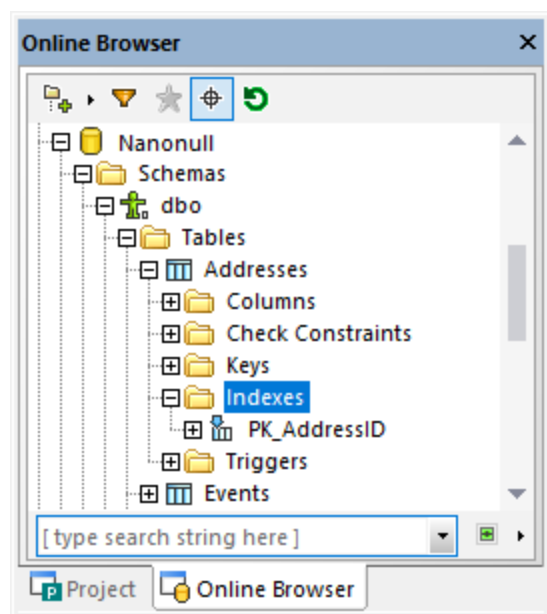 Online Browser
Nanonull
Schemas
dbo
Tables
Addresses
Columns
Check Constraints
Keys
Indexes
PK_AddressID
Triggers
Events
[ type search string here ]
Project Online Browser